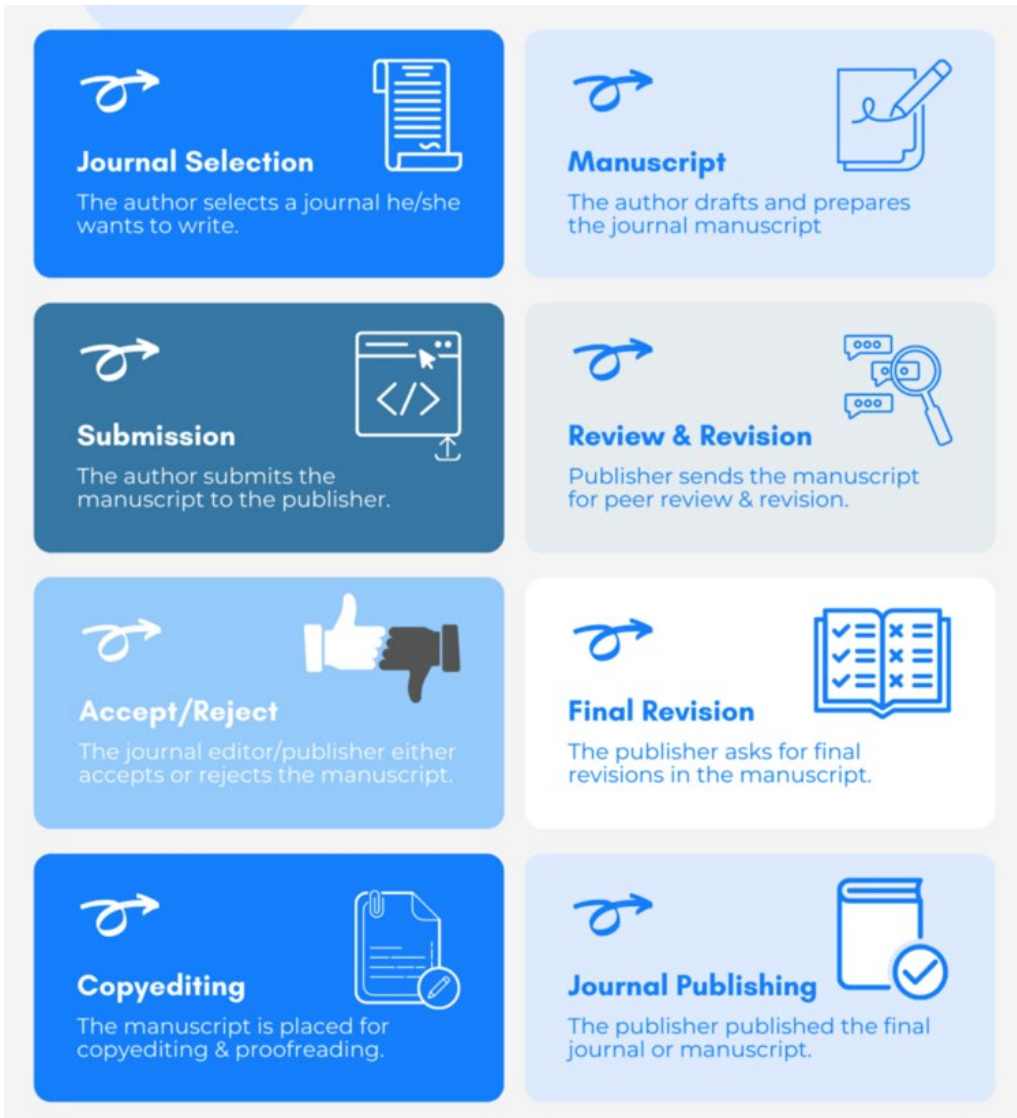 Journal Selection
The author selects a journal he/she
wants to write.
Manuscript
The author drafts and prepares
the journal manuscript
Submission
The author submits the
manuscript to the publisher.
Review & Revision
Publisher sends the manuscript
for peer review & revision.
Accept/Reject
The journal editor/publisher either
accepts or rejects the manuscript.
Final Revision
The publisher asks for final
revisions in the manuscript.
Copyediting
The manuscript is placed for
copyediting & proofreading.
Journal Publishing
The publisher published the final
journal or manuscript.